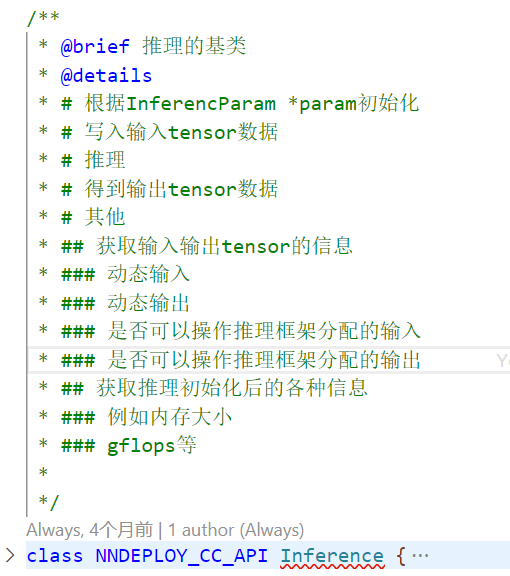 /**
* @brief 推理的基类
* @details
* # 根据InferencParam *param初始化
* # 写入输入tensor数据
* # 推理
* # 得到输出tensor数据
* # 其他
* ## 获取输入输出tensor的信息
* ### 动态输入
* ### 动态输出
* ### 是否可以操作推理框架分配的输入
* ### 是否可以操作推理框架分配的输出
* ## 获取推理初始化后的各种信息
* ### 例如内存大小
* ### gflops等
*
*/
Always, 4个月前 | 1 author (Always)
class NNDEPLOY_CC_API Inference {…